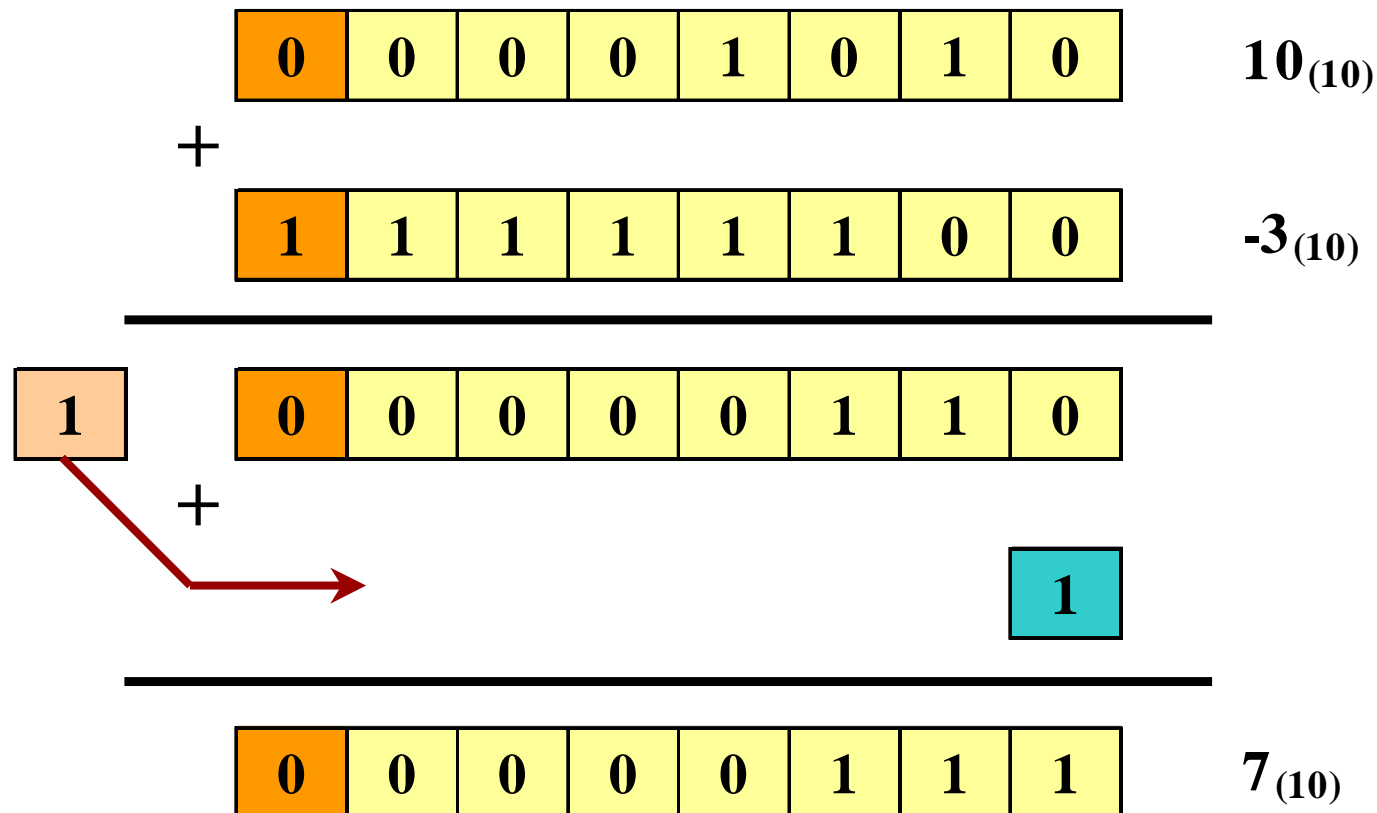 0 0 0 0 1 0 1 0 10(10)
+
1 1 1 1 1 1 0 0 -3(10)
1 0 0 0 0 0 1 1 0
+
1
0 0 0 0 0 1 1 1 7(10)